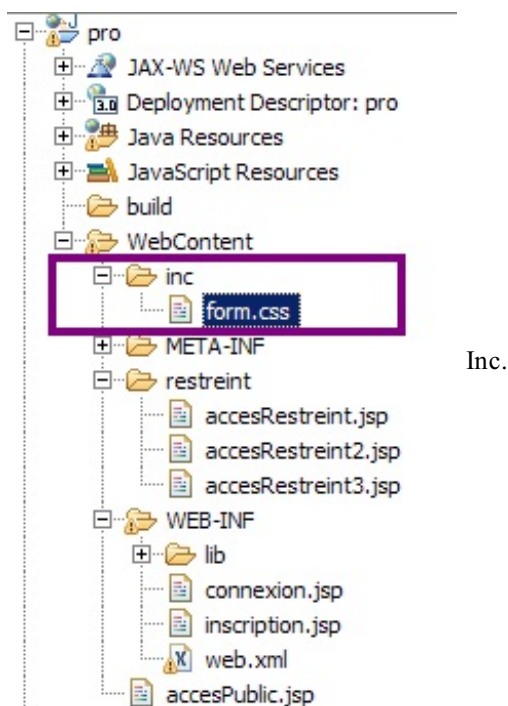 pro
JAX-WS Web Services
3.0 Deployment Descriptor: pro
Java Resources
JavaScript Resources
build
WebContent
inc
form.css
META-INF
Inc.
restreint
accesRestreint.jsp
accesRestreint2.jsp
accesRestreint3.jsp
WEB-INF
lib
connexion.jsp
inscription.jsp
web.xml
accesPublic.jsp